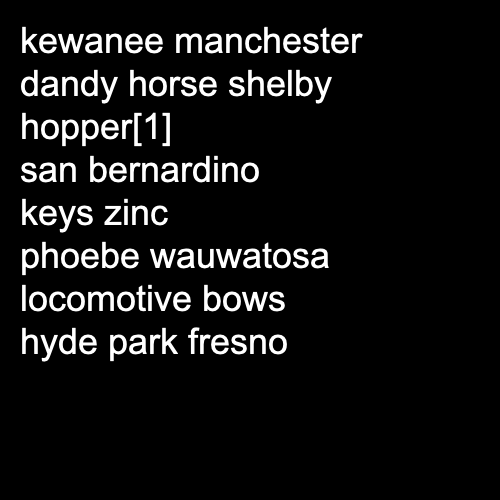 kewanee manchester
dandy horse shelby
hopper[1]
san bernardino
keys zinc
phoebe wauwatosa
locomotive bows
hyde park fresno